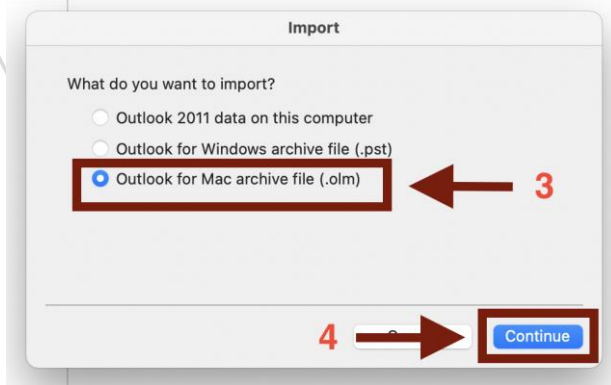 Import
What do you want to import?
Outlook 2011 data on this computer
Outlook for Windows archive file (.pst)
Outlook for Mac archive file (.olm)
3
4
Continue